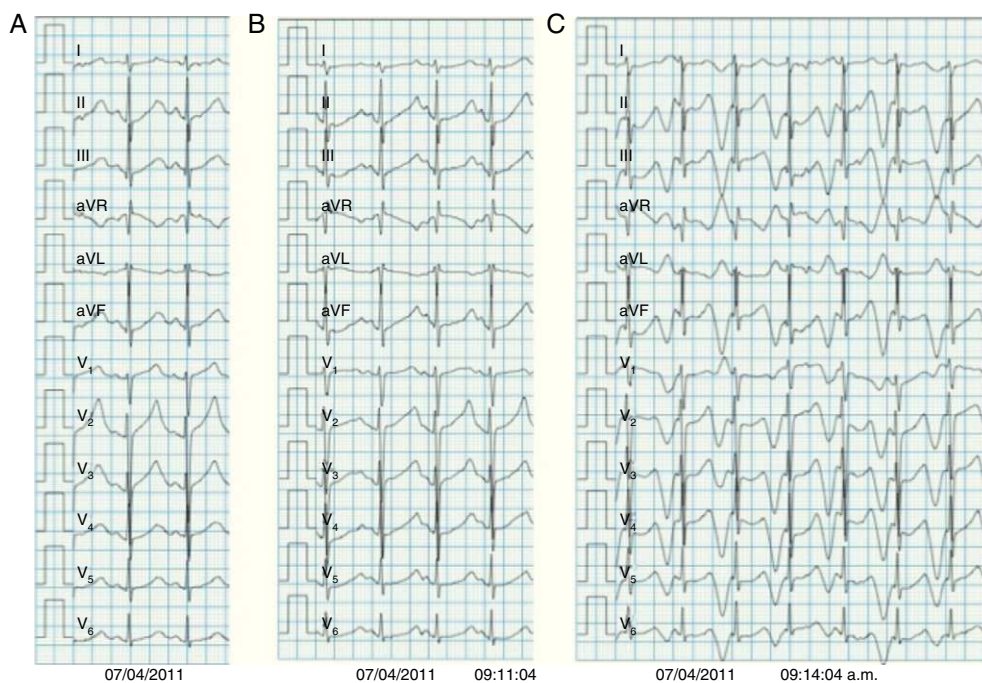 A
I
II
III
aVR
aVL
aVF
V1
V2
V3
V4
V5
V6
07/04/2011
B
I
II
III
aVR
aVL
aVF
V1
V2
V3
V4
V5
V6
07/04/2011 09:11:04
C
I
II
III
aVR
aVL
aVF
V1
V2
V3
V4
V5
V6
07/04/2011 09:14:04 a.m.